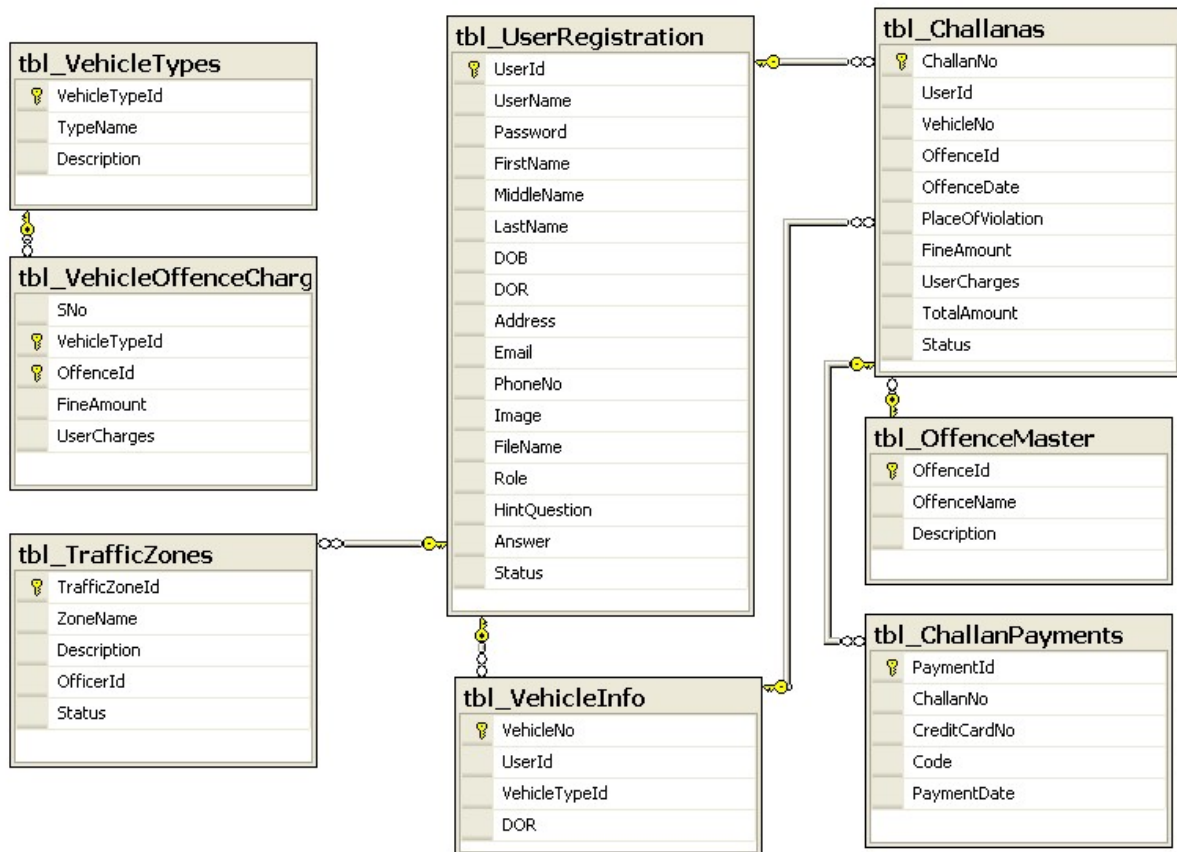 tbl_VehicleTypes
VehicleTypeId
TypeName
Description
tbl_VehicleOffenceCharg
SNo
VehicleTypeId
OffenceId
FineAmount
UserCharges
tbl_TrafficZones
TrafficZoneId
ZoneName
Description
OfficerId
Status
tbl_UserRegistration
UserId
UserName
Password
FirstName
MiddleName
LastName
DOB
DOR
Address
Email
PhoneNo
Image
FileName
Role
HintQuestion
Answer
Status
tbl_VehicleInfo
VehicleNo
UserId
VehicleTypeId
DOR
tbl_Challanas
ChallanNo
UserId
VehicleNo
OffenceId
OffenceDate
PlaceOfViolation
FineAmount
UserCharges
TotalAmount
Status
tbl_OffenceMaster
OffenceId
OffenceName
Description
tbl_ChallanPayments
PaymentId
ChallanNo
CreditCardNo
Code
PaymentDate